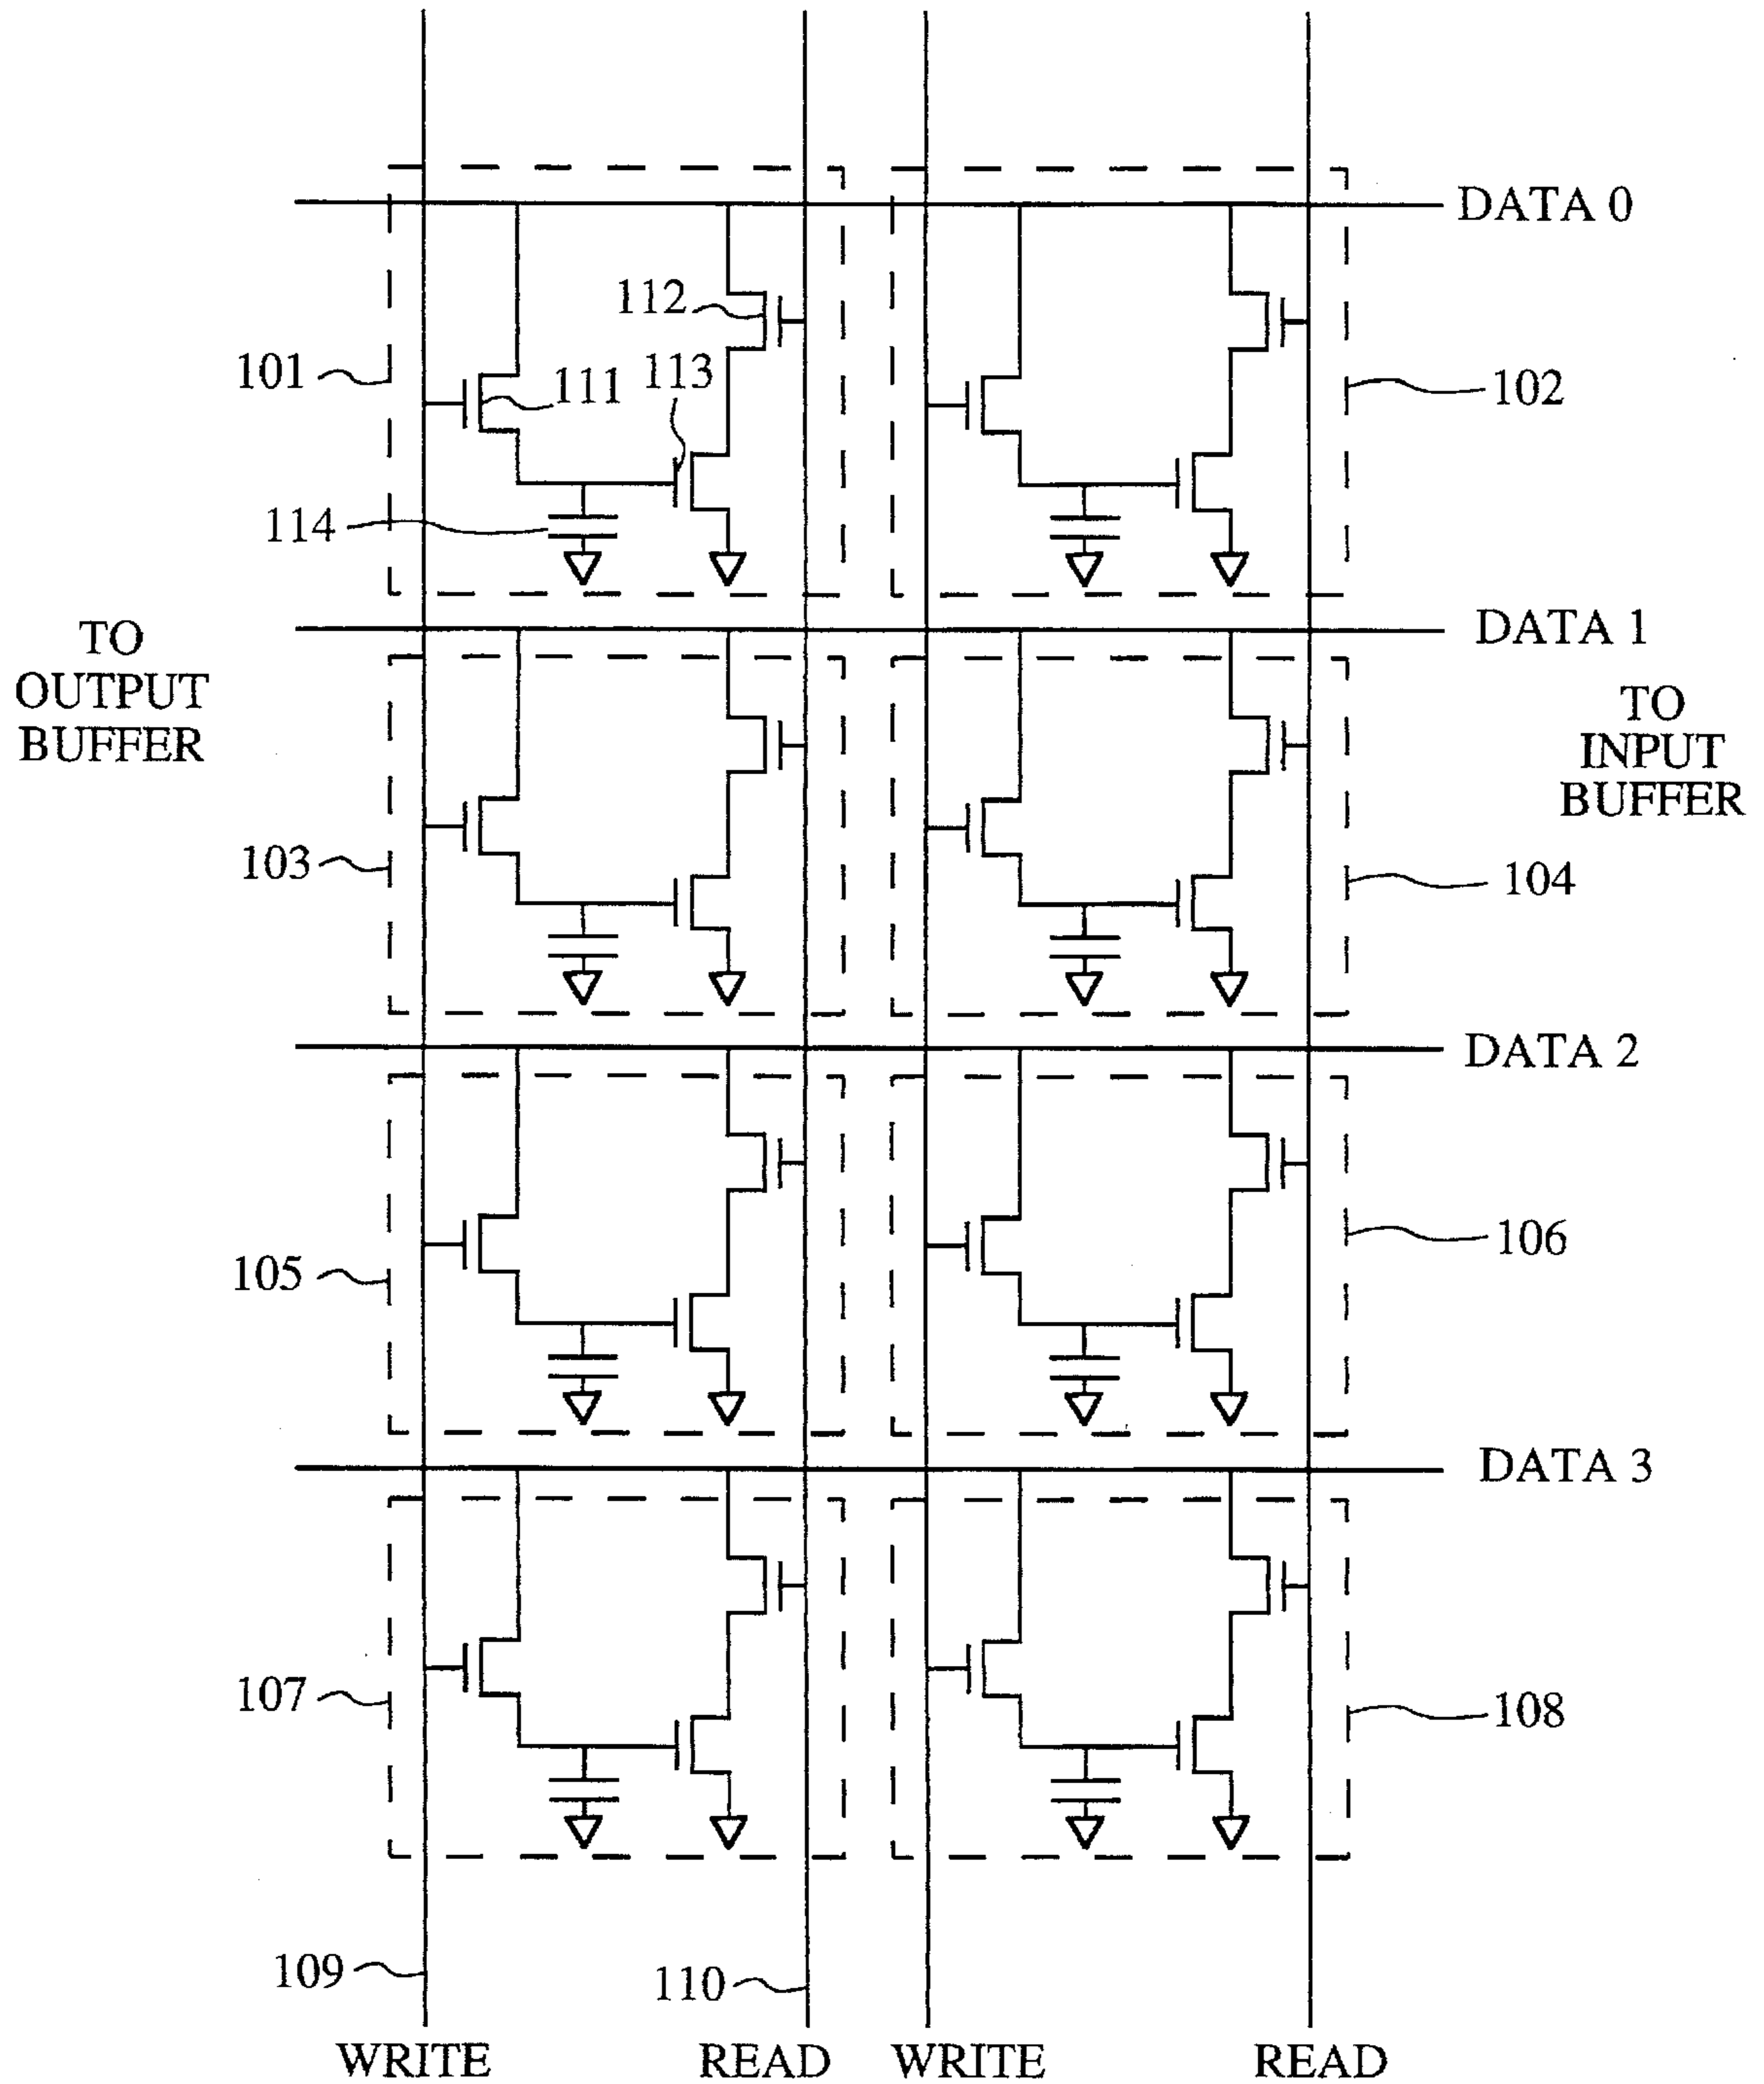 DATA 0
112
101
111
113
102
114
TO
OUTPUT
BUFFER
DATA 1
TO
INPUT
BUFFER
103
104
DATA 2
105
106
DATA 3
107
108
109
110
WRITE
READ
WRITE
READ